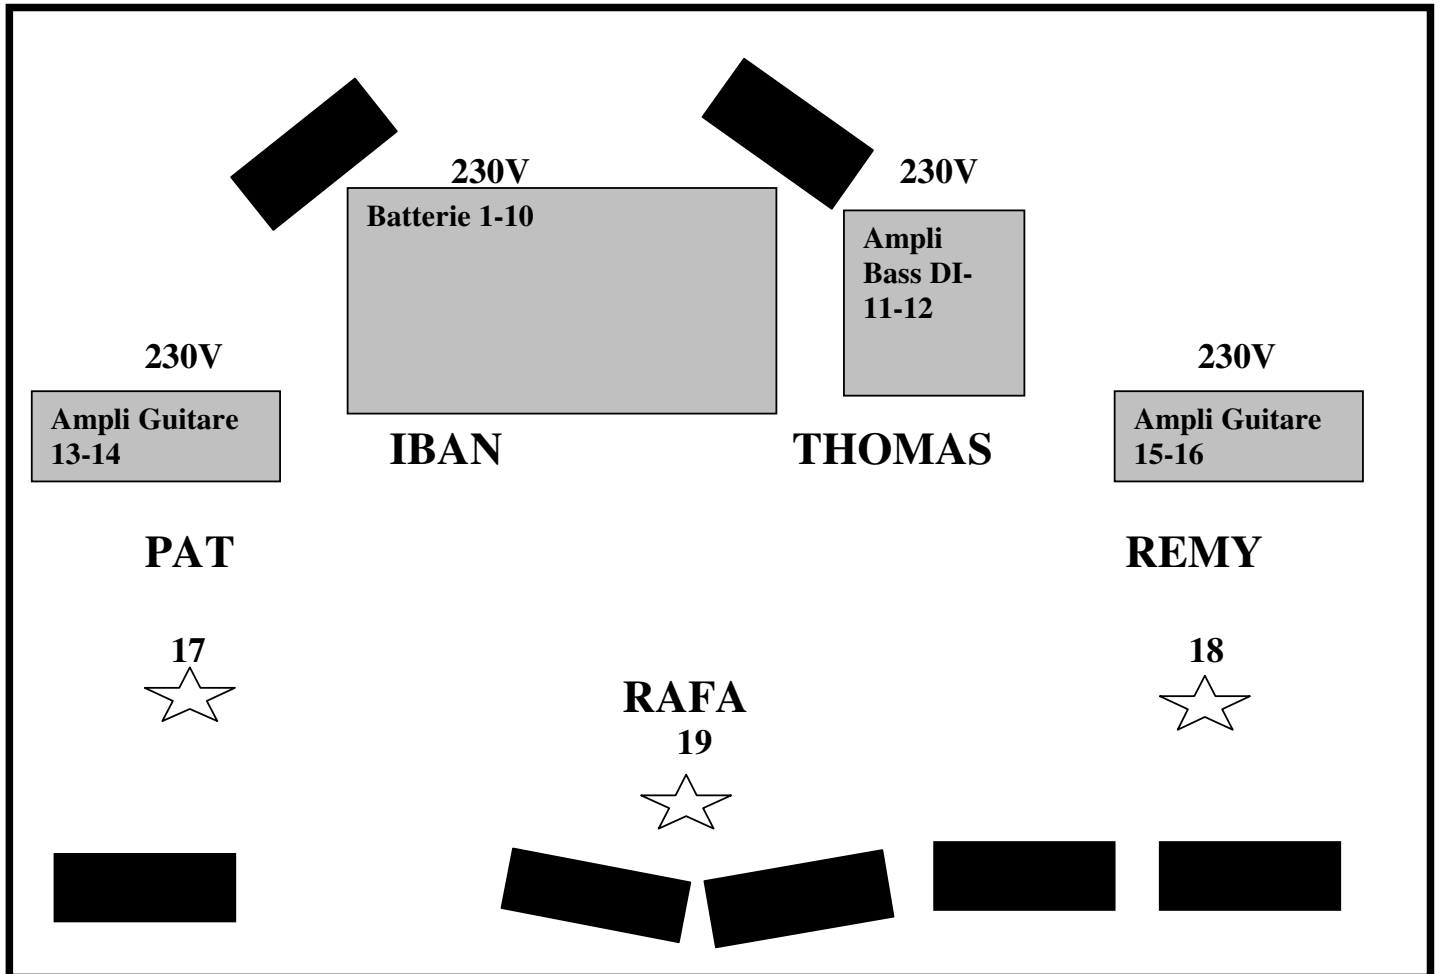 230V
230V
Batterie 1-10
Ampli
Bass DI-
11-12
230V
230V
Ampli Guitare
13-14
Ampli Guitare
15-16
IBAN
THOMAS
PAT
REMY
17
18
RAFA
19